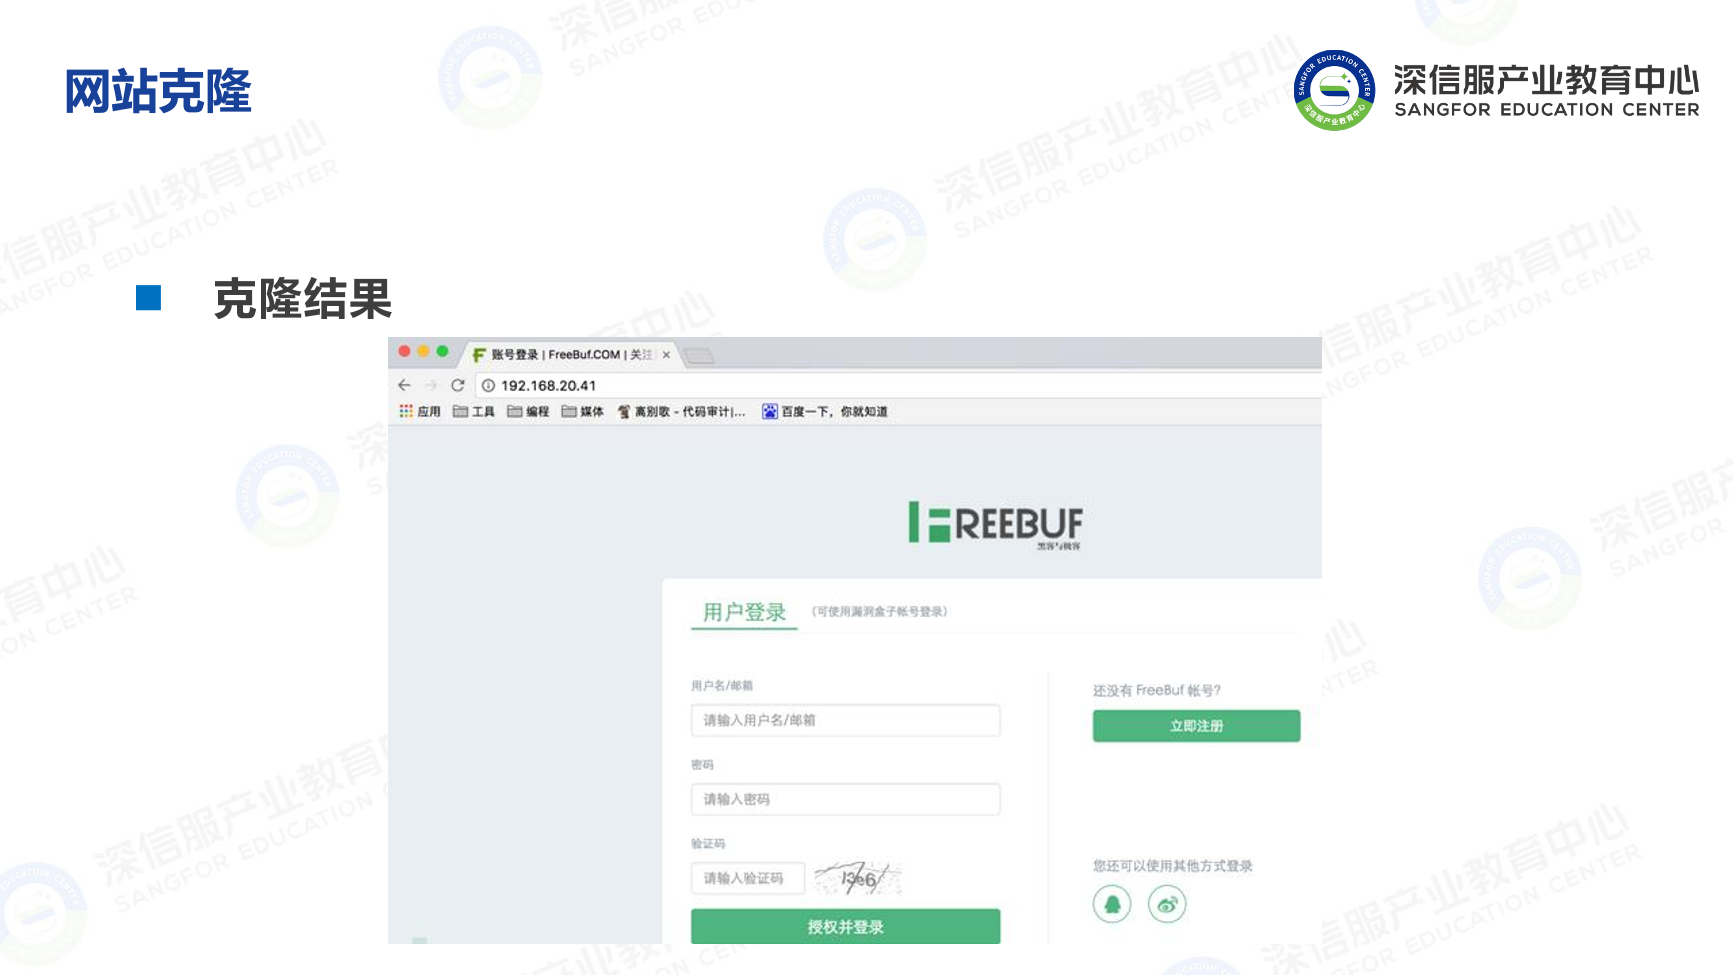 网站克隆
深信服产业教育中心
SANGFOR EDUCATION CENTER
克隆结果
账号登录 | FreeBuf.COM | 关注
192.168.20.41
应用 工具 编程 媒体 离别歌 - 代码审计|... 百度一下，你就知道
FREEBUF
黑客与极客
用户登录 （可使用漏洞盒子帐号登录）
用户名/邮箱
请输入用户名/邮箱
密码
请输入密码
验证码
请输入验证码
授权并登录
还没有 FreeBuf 帐号?
立即注册
您还可以使用其他方式登录